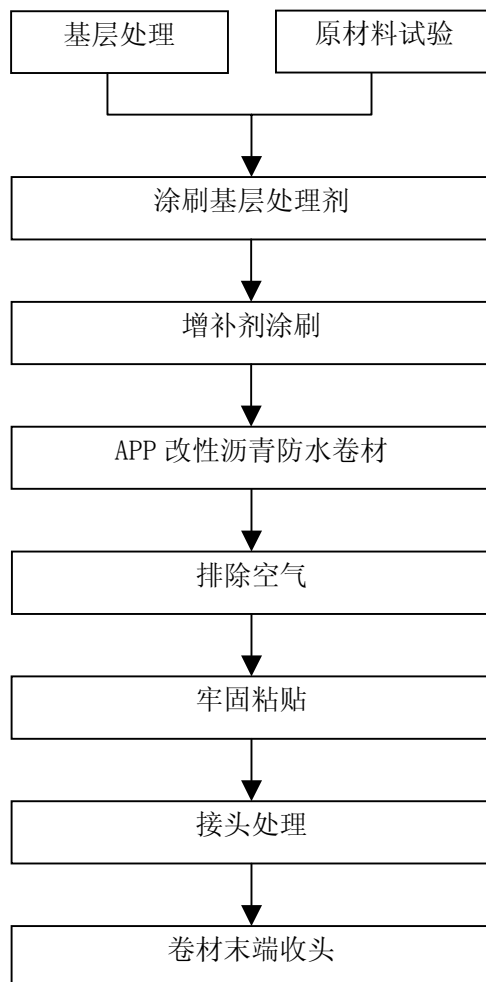 基层处理
原材料试验
涂刷基层处理剂
增补剂涂刷
APP 改性沥青防水卷材
排除空气
牢固粘贴
接头处理
卷材末端收头